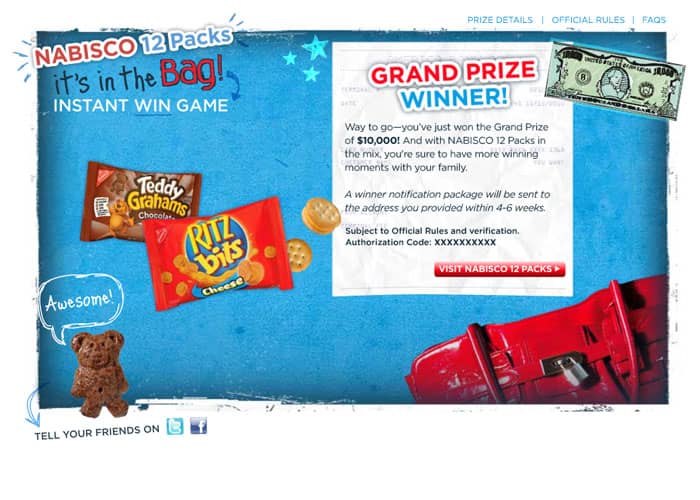 PRIZE DETAILS | OFFICIAL RULES | FAQS
NABISCO 12 Packs
it's in the Bag!
INSTANT WIN GAME
GRAND PRIZE
WINNER!
Way to go—you've just won the Grand Prize
of $10,000! And with NABISCO 12 Packs in
the mix, you're sure to have more winning
moments with your family.
A winner notification package will be sent to
the address you provided within 4-6 weeks.
Subject to Official Rules and verification.
Authorization Code: XXXXXXXXXX
VISIT NABISCO 12 PACKS
Teddy
Grahams
Chocolate
RITZ
bits
Cheese
Awesome!
TELL YOUR FRIENDS ON